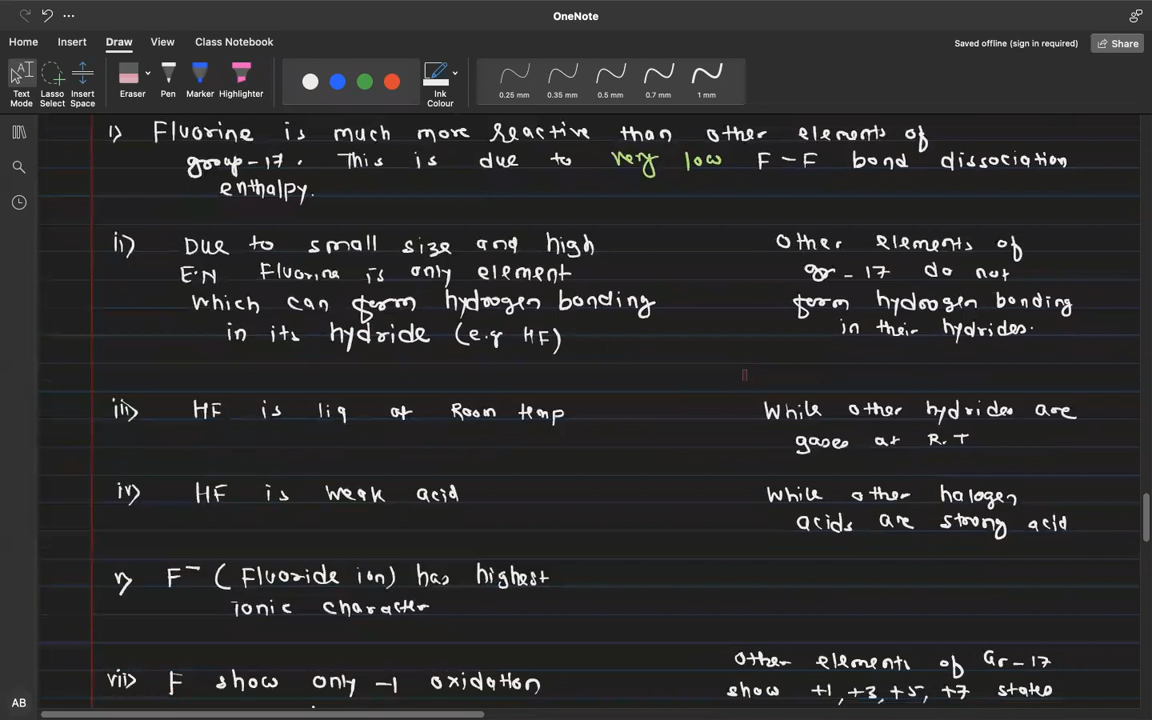 OneNote
Home Insert Draw View Class Notebook
Saved offline (sign in required) Share
Text Mode
Lasso Select
Insert Space
Eraser
Pen
Marker
Highlighter
Ink Colour
0.25 mm 0.35 mm 0.5 mm 0.7 mm 1 mm
i) Fluorine is much more reactive than other elements of
group-17. This is due to very low F-F bond dissociation
enthalpy.
ii) Due to small size and high
E.N Fluorine is only element
which can form hydrogen bonding
in its hydride (e.g HF)
Other elements of
gr-17 do not
form hydrogen bonding
in their hydrides.
iii) HF is liq at Room temp
While other hydrides are
gases at R.T
iv) HF is weak acid
While other halogen
acids are strong acid
v) F⁻ (Fluoride ion) has highest
ionic character
vii) F show only -1 oxidation
Other elements of Gr-17
show +1, +3, +5, +7 states
AB